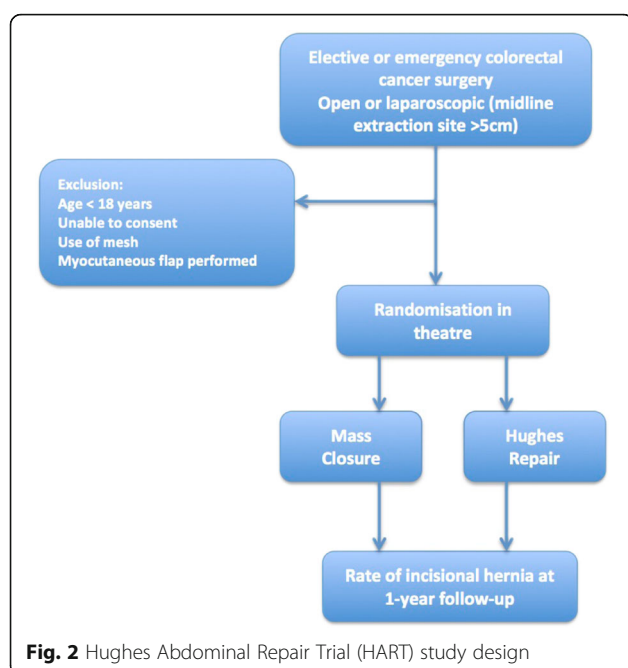 Elective or emergency colorectal
cancer surgery
Open or laparoscopic (midline
extraction site >5cm)
Exclusion:
Age < 18 years
Unable to consent
Use of mesh
Myocutaneous flap performed
Randomisation in
theatre
Mass
Closure
Hughes
Repair
Rate of incisional hernia at
1-year follow-up
Fig. 2 Hughes Abdominal Repair Trial (HART) study design